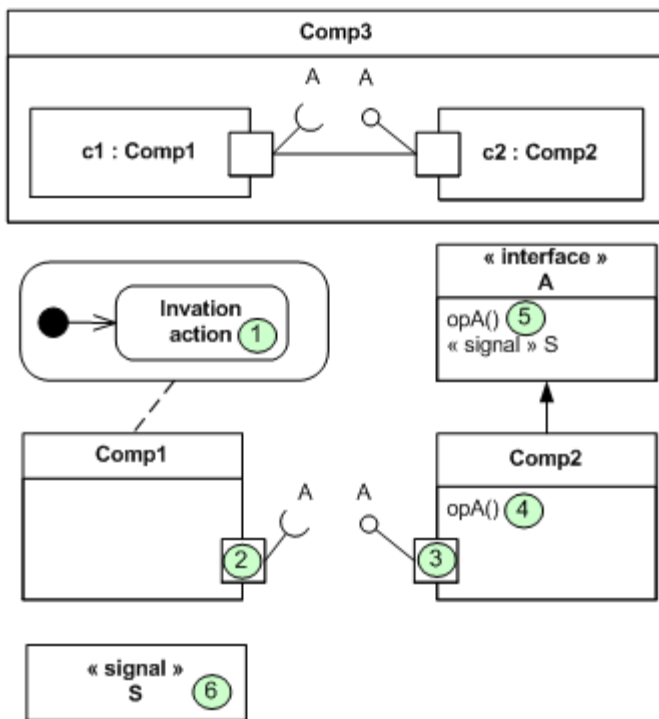 Comp3
A A
c1 : Comp1
c2 : Comp2
« interface »
A
Invation
action 1
opA() 5
« signal » S
Comp1
Comp2
A A
opA() 4
2
3
« signal »
S 6